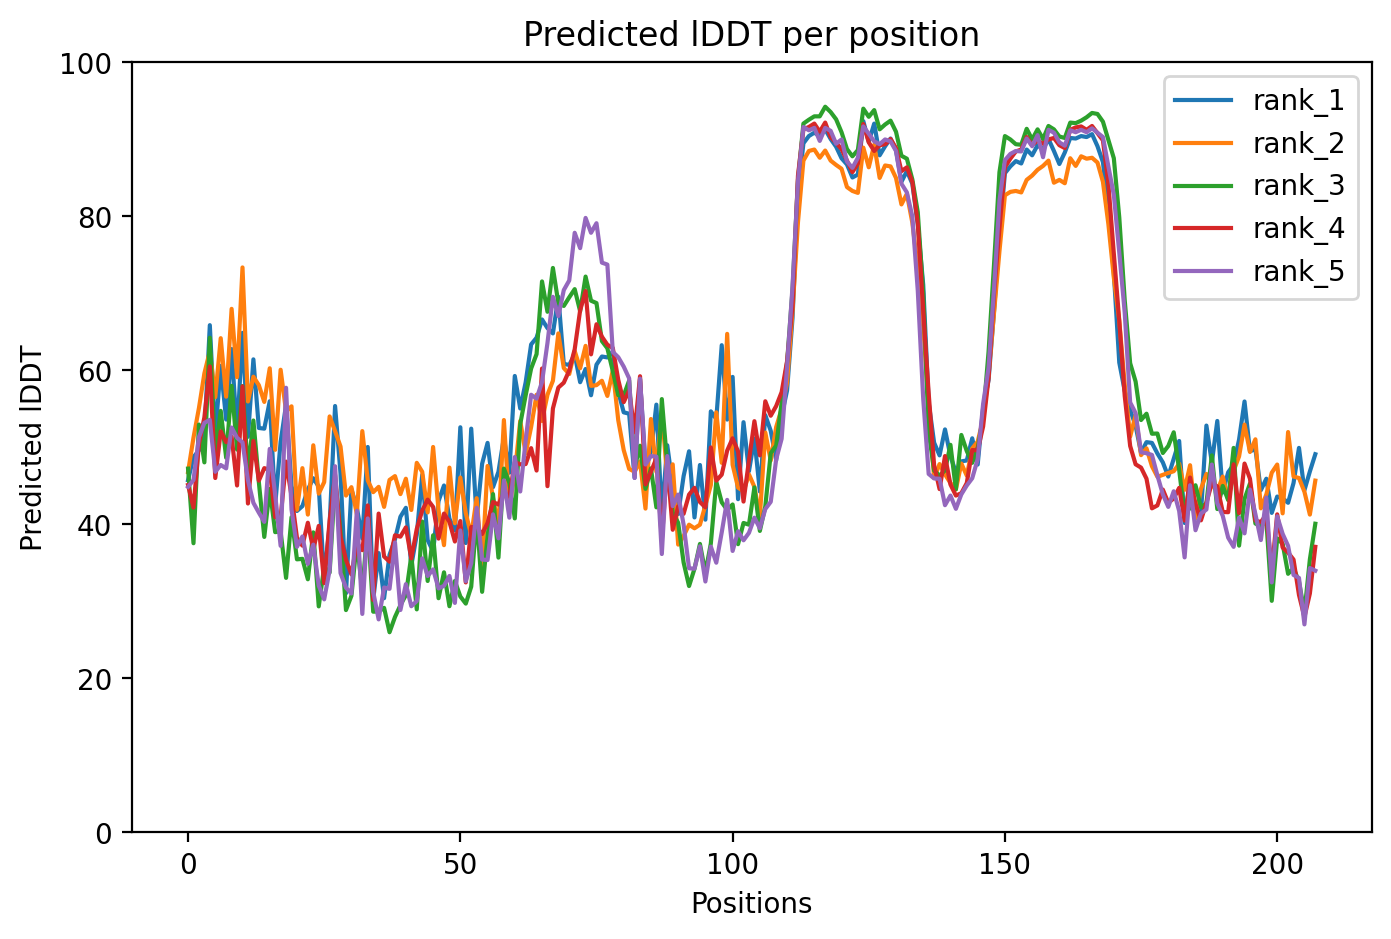 Predicted lDDT per position
100
80
60
40
20
0
Predicted lDDT
0 50 100 150 200
Positions
rank_1
rank_2
rank_3
rank_4
rank_5